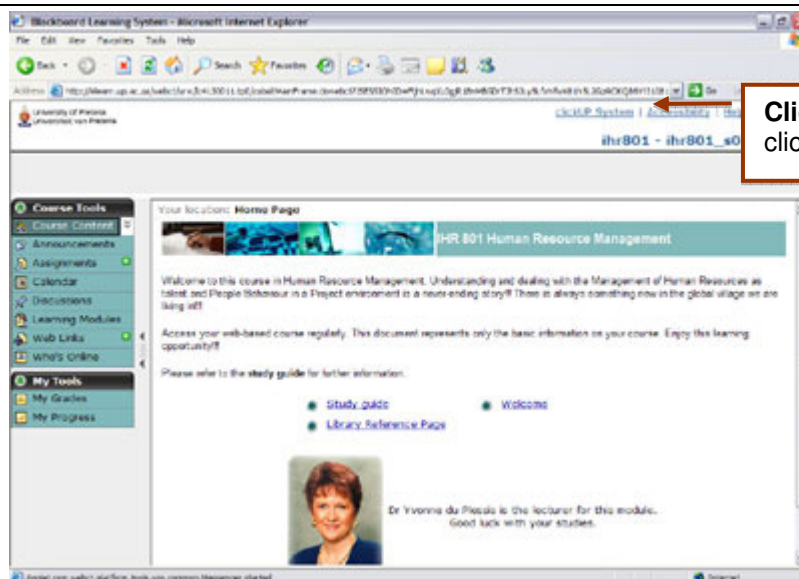 Blackboard Learning System - Microsoft Internet Explorer
File Edit View Favorites Tools Help
Back Search Favorites
Address Go
University of Pretoria
Universiteit van Pretoria
clickUP System | Accessibility | Help
ihr801 - ihr801_s0
Clic
clic
Course Tools
Course Content
Announcements
Assignments
Calendar
Discussions
Learning Modules
Web Links
Who's Online
My Tools
My Grades
My Progress
Your location: Home Page
IHR 801 Human Resource Management
Welcome to this course in Human Resource Management. Understanding and dealing with the Management of Human Resources as
talent and People Behaviour in a Project environment is a never-ending story!!! There is always something new in the global village we are
living in!!!
Access your web-based course regularly. This document represents only the basic information on your course. Enjoy this learning
opportunity!!!
Please refer to the study guide for further information.
Study guide Welcome
Library Reference Page
Dr Yvonne du Plessis is the lecturer for this module.
Good luck with your studies.
Internet